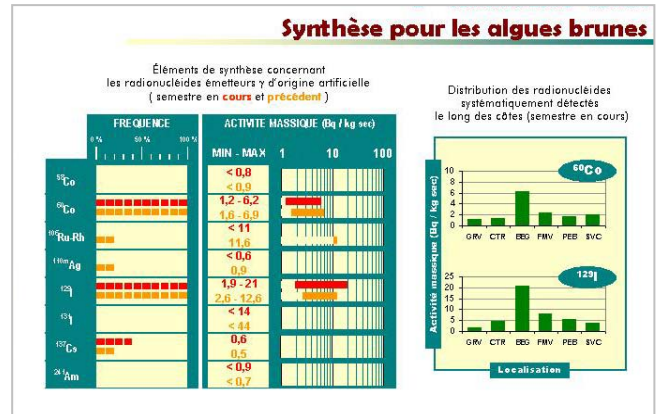 Synthèse pour les algues brunes
Éléments de synthèse concernant
les radionucléides émetteurs γ d'origine artificielle
( semestre en cours et précédent )
Distribution des radionucléides
systématiquement détectés
le long des côtes (semestre en cours)
FREQUENCE
0 % 50 % 100 %
ACTIVITE MASSIQUE (Bq / kg sec)
MIN - MAX 1 10 100
⁵⁸Co < 0,8
< 0,9
⁶⁰Co 1,2 - 6,2
1,6 - 6,9
¹⁰⁶Ru-Rh < 11
11,6
¹¹⁰ᵐAg < 0,6
0,9
¹²⁹I 1,9 - 21
2,6 - 12,6
¹³¹I < 14
< 44
¹³⁷Cs 0,6
0,5
²⁴¹Am < 0,9
< 0,7
Activité massique (Bq / kg sec)
⁶⁰Co
10
8
6
4
2
0
GRV CTR BEG FMV PEB SVC
¹²⁹I
25
20
15
10
5
0
GRV CTR BEG FMV PEB SVC
Localisation